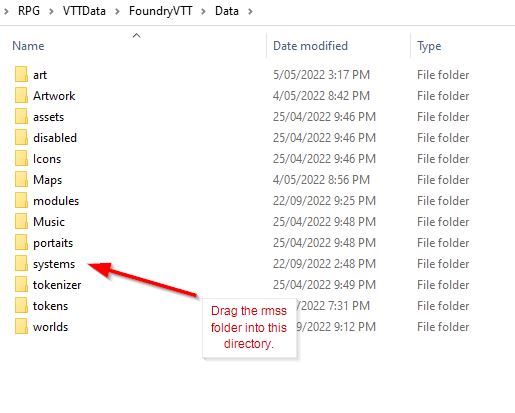 > RPG > VTTData > FoundryVTT > Data >
Name Date modified Type
art 5/05/2022 3:17 PM File folder
Artwork 4/05/2022 8:42 PM File folder
assets 25/04/2022 9:46 PM File folder
disabled 25/04/2022 9:46 PM File folder
Icons 25/04/2022 9:46 PM File folder
Maps 4/05/2022 8:56 PM File folder
modules 22/09/2022 9:25 PM File folder
Music 25/04/2022 9:48 PM File folder
portaits 25/04/2022 9:48 PM File folder
systems 22/09/2022 2:48 PM File folder
tokenizer 25/04/2022 9:49 PM File folder
tokens 7:31 PM File folder
worlds 9:12 PM File folder
Drag the rmss
folder into this
directory.